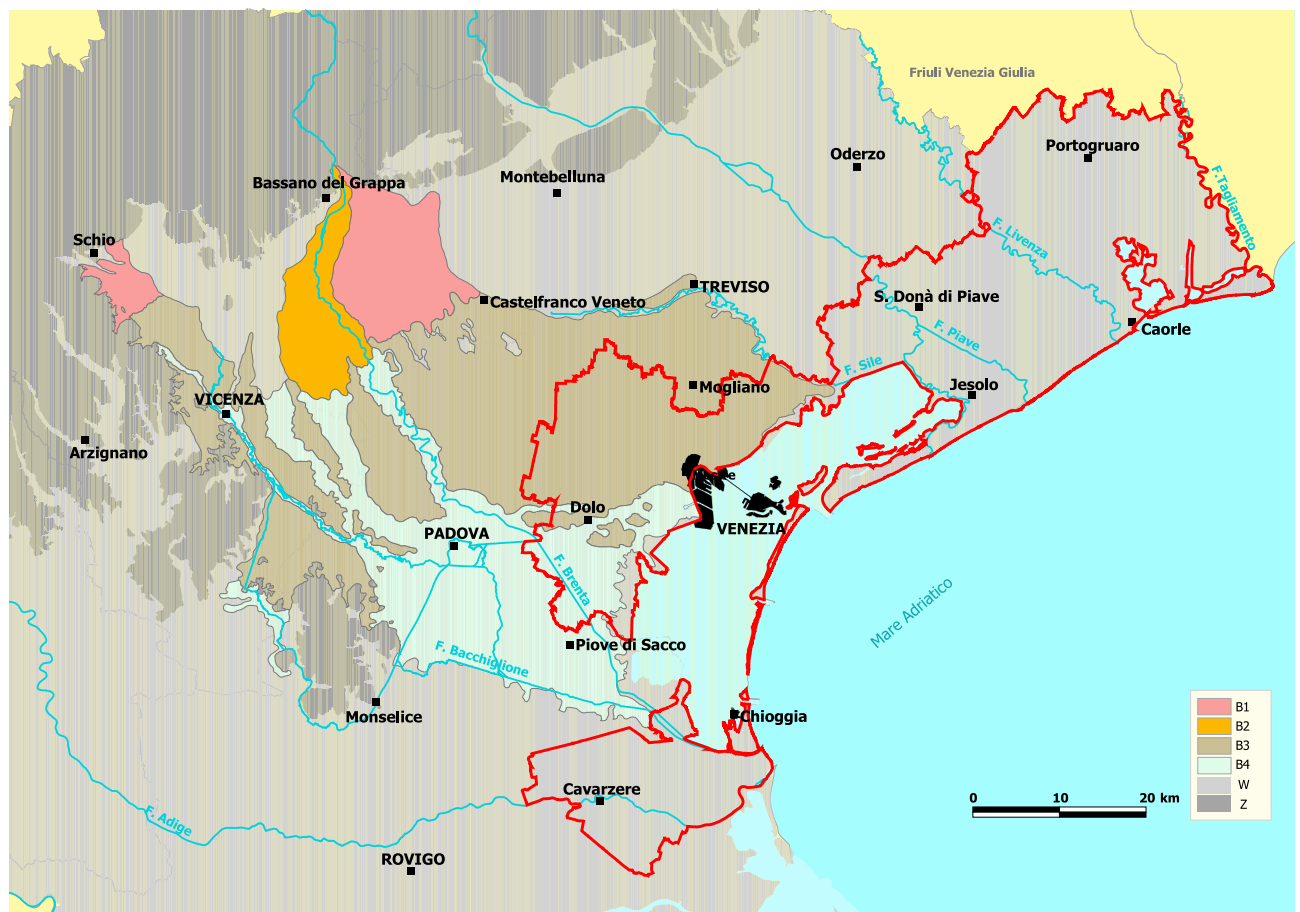 Friuli Venezia Giulia
Portogruaro
Oderzo
F.Tagliamento
Montebelluna
Bassano del Grappa
F. Livenza
Schio
TREVISO
Castelfranco Veneto
S. Donà di Piave
Caorle
F. Piave
F. Sile
Mogliano
Jesolo
VICENZA
Arzignano
Dolo
VENEZIA
PADOVA
F. Brenta
Mare Adriatico
Piove di Sacco
F. Bacchiglione
Monselice
Chioggia
B1
B2
B3
B4
W
Z
Cavarzere
0 10 20 km
F. Adige
ROVIGO